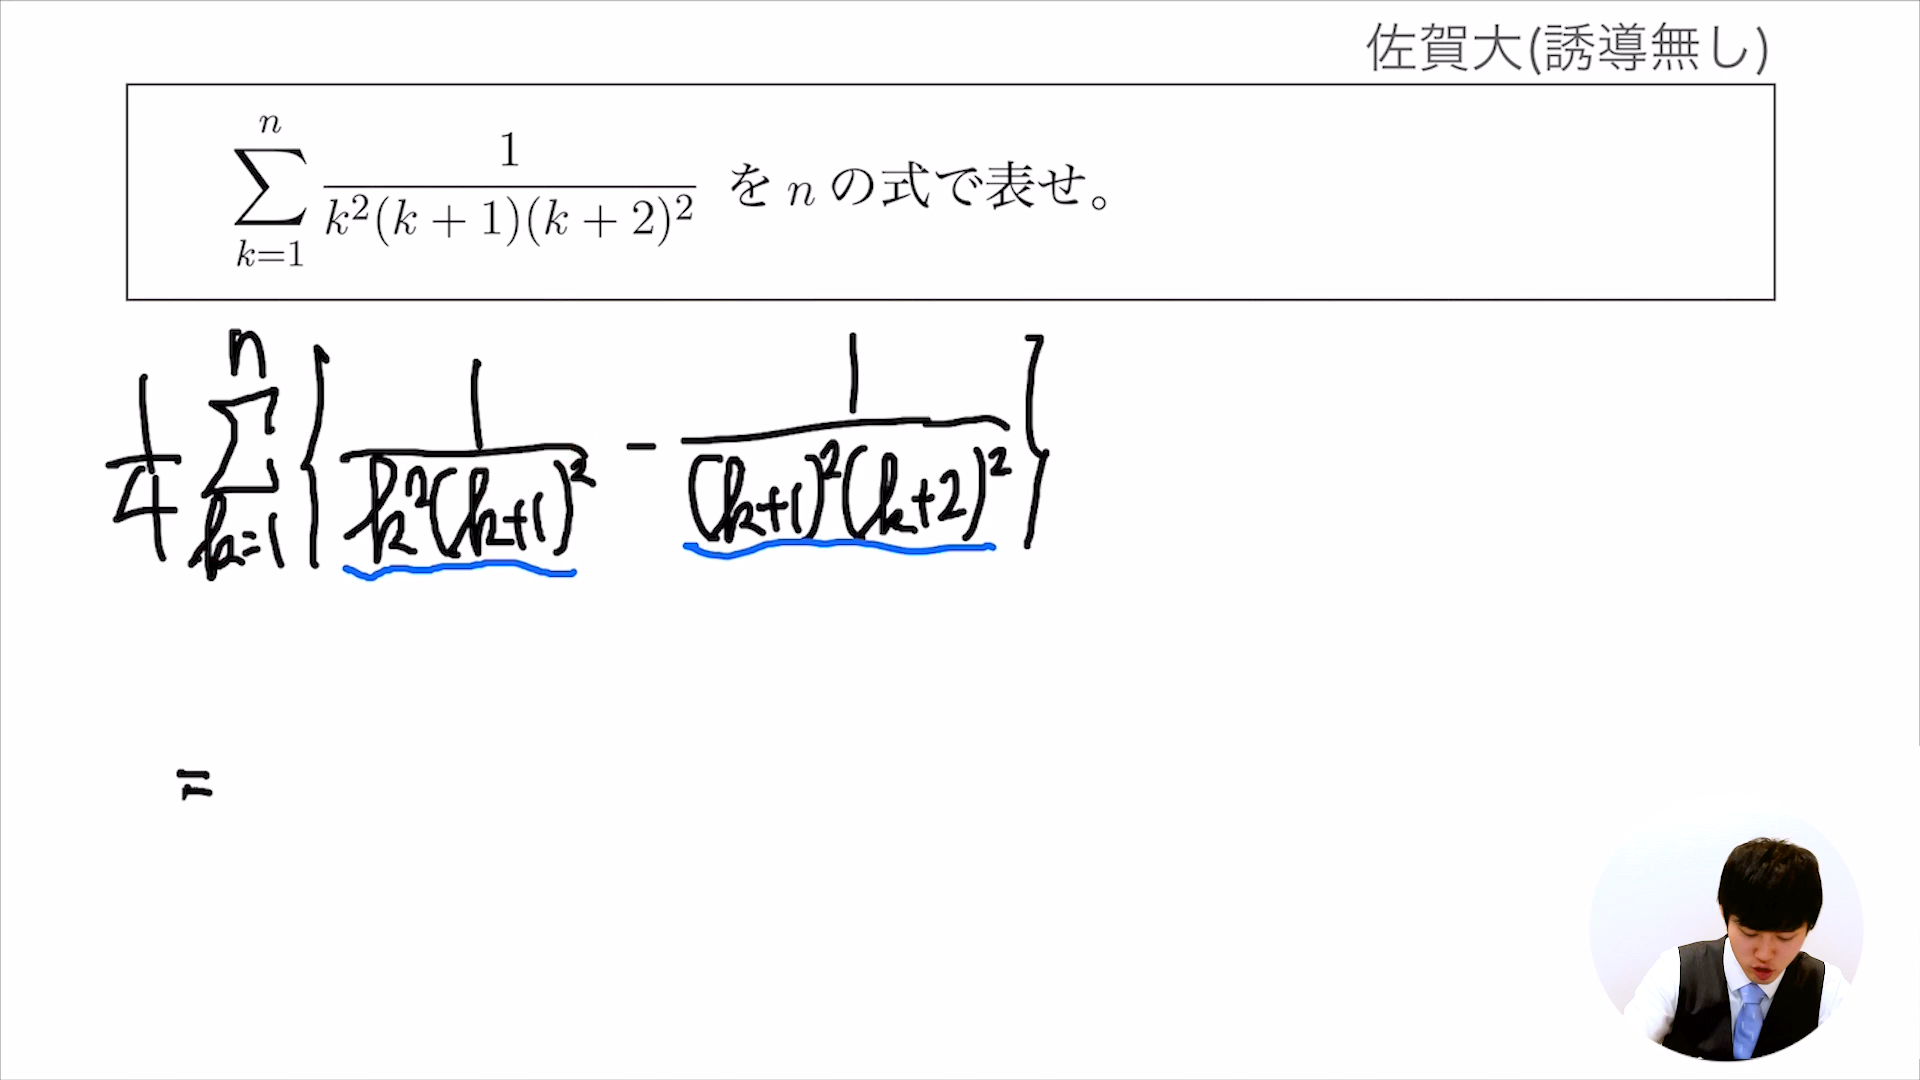 佐賀大(誘導無し)
\sum_{k=1}^{n} \frac{1}{k^2(k+1)(k+2)^2} を n の式で表せ。
\frac{1}{4} \sum_{k=1}^{n} \left\{ \frac{1}{k^2(k+1)^2} - \frac{1}{(k+1)^2(k+2)^2} \right\}
=